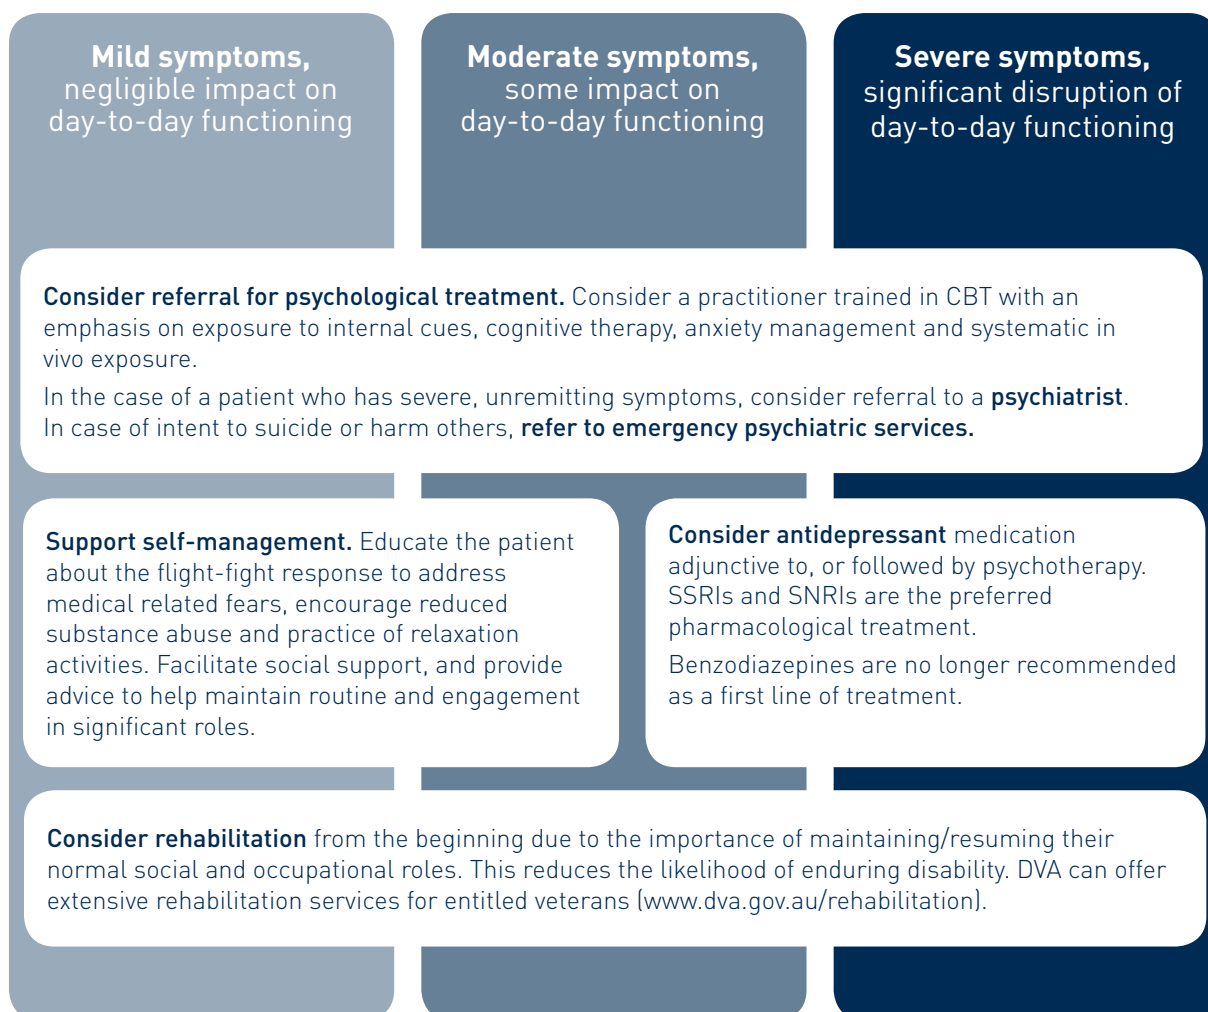 Mild symptoms,
negligible impact on
day-to-day functioning
Moderate symptoms,
some impact on
day-to-day functioning
Severe symptoms,
significant disruption of
day-to-day functioning
Consider referral for psychological treatment. Consider a practitioner trained in CBT with an
emphasis on exposure to internal cues, cognitive therapy, anxiety management and systematic in
vivo exposure.
In the case of a patient who has severe, unremitting symptoms, consider referral to a psychiatrist.
In case of intent to suicide or harm others, refer to emergency psychiatric services.
Support self-management. Educate the patient
about the flight-fight response to address
medical related fears, encourage reduced
substance abuse and practice of relaxation
activities. Facilitate social support, and provide
advice to help maintain routine and engagement
in significant roles.
Consider antidepressant medication
adjunctive to, or followed by psychotherapy.
SSRIs and SNRIs are the preferred
pharmacological treatment.
Benzodiazepines are no longer recommended
as a first line of treatment.
Consider rehabilitation from the beginning due to the importance of maintaining/resuming their
normal social and occupational roles. This reduces the likelihood of enduring disability. DVA can offer
extensive rehabilitation services for entitled veterans (www.dva.gov.au/rehabilitation).